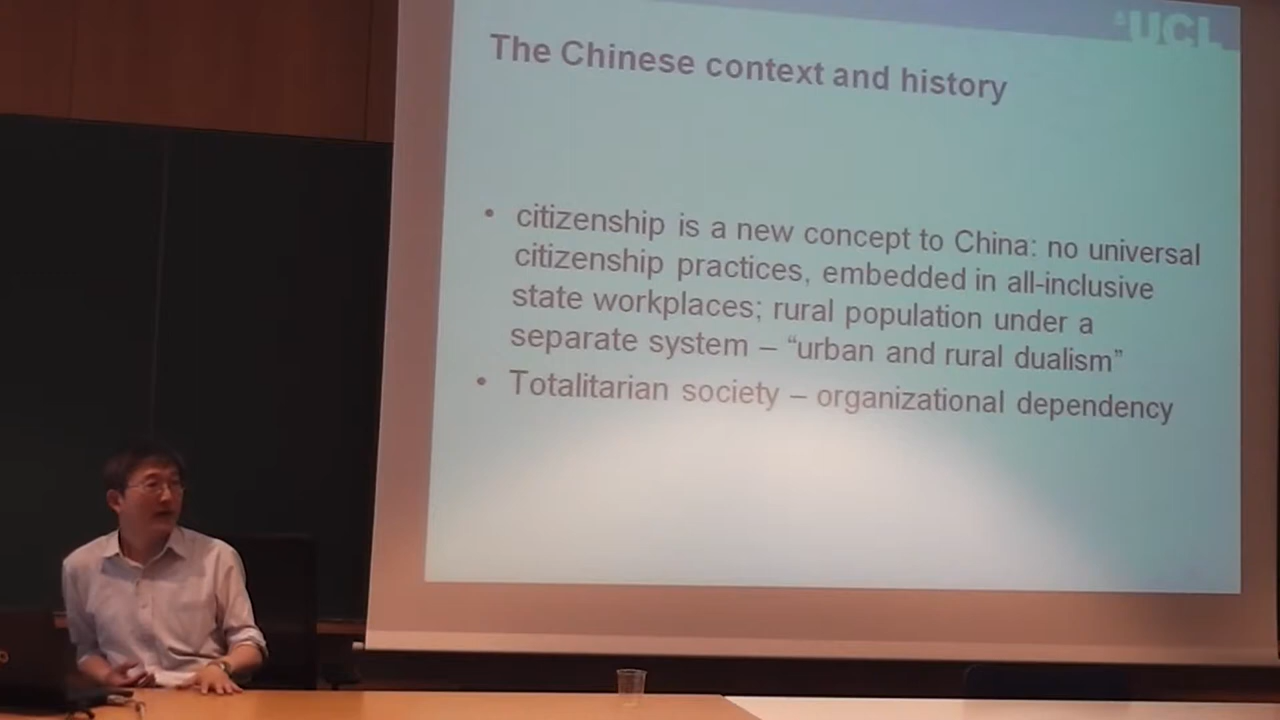 UCL
The Chinese context and history
• citizenship is a new concept to China: no universal
citizenship practices, embedded in all-inclusive
state workplaces; rural population under a
separate system – “urban and rural dualism”
• Totalitarian society – organizational dependency